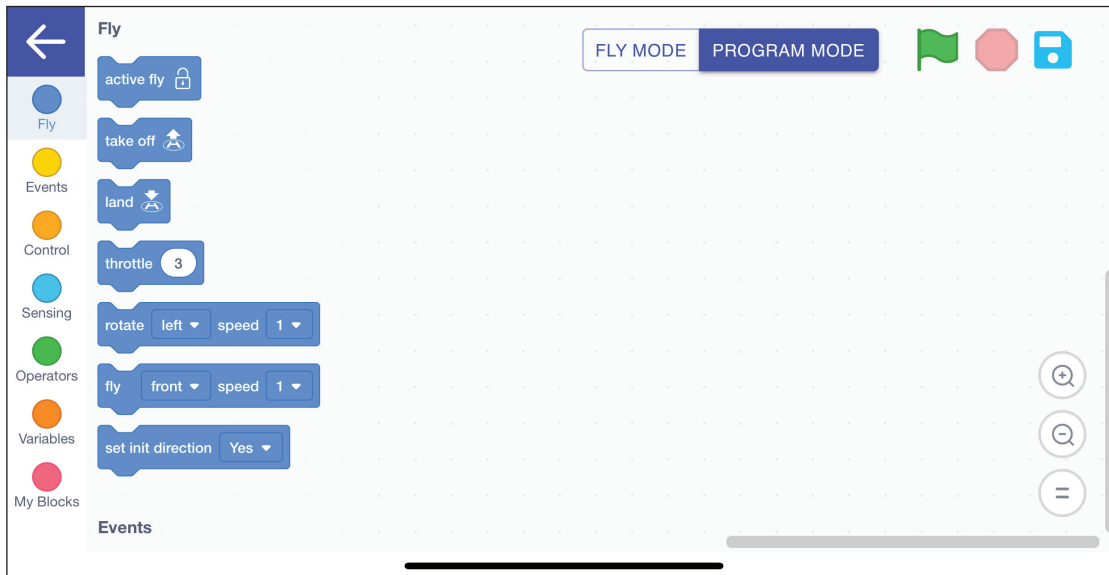 FLY MODE PROGRAM MODE
Fly
Events
Control
Sensing
Operators
Variables
My Blocks
Fly
active fly
take off
land
throttle 3
rotate left speed 1
fly front speed 1
set init direction Yes
Events